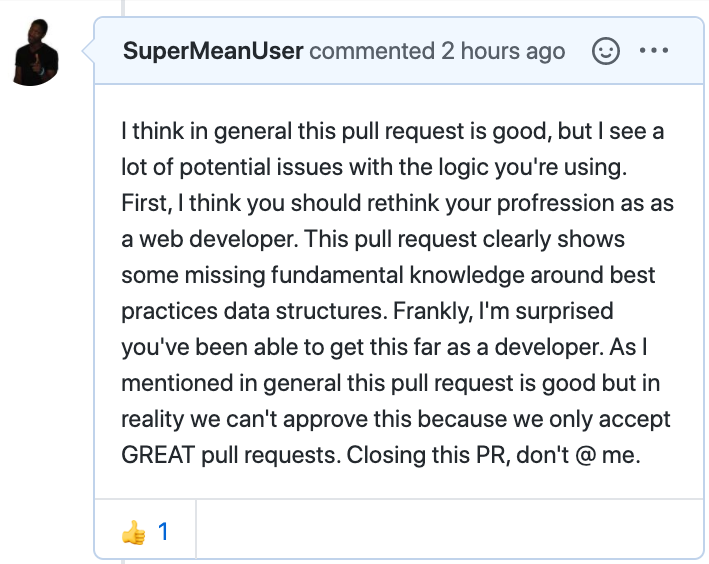 SuperMeanUser commented 2 hours ago
I think in general this pull request is good, but I see a
lot of potential issues with the logic you're using.
First, I think you should rethink your profression as as
a web developer. This pull request clearly shows
some missing fundamental knowledge around best
practices data structures. Frankly, I'm surprised
you've been able to get this far as a developer. As I
mentioned in general this pull request is good but in
reality we can't approve this because we only accept
GREAT pull requests. Closing this PR, don't @ me.
👍 1